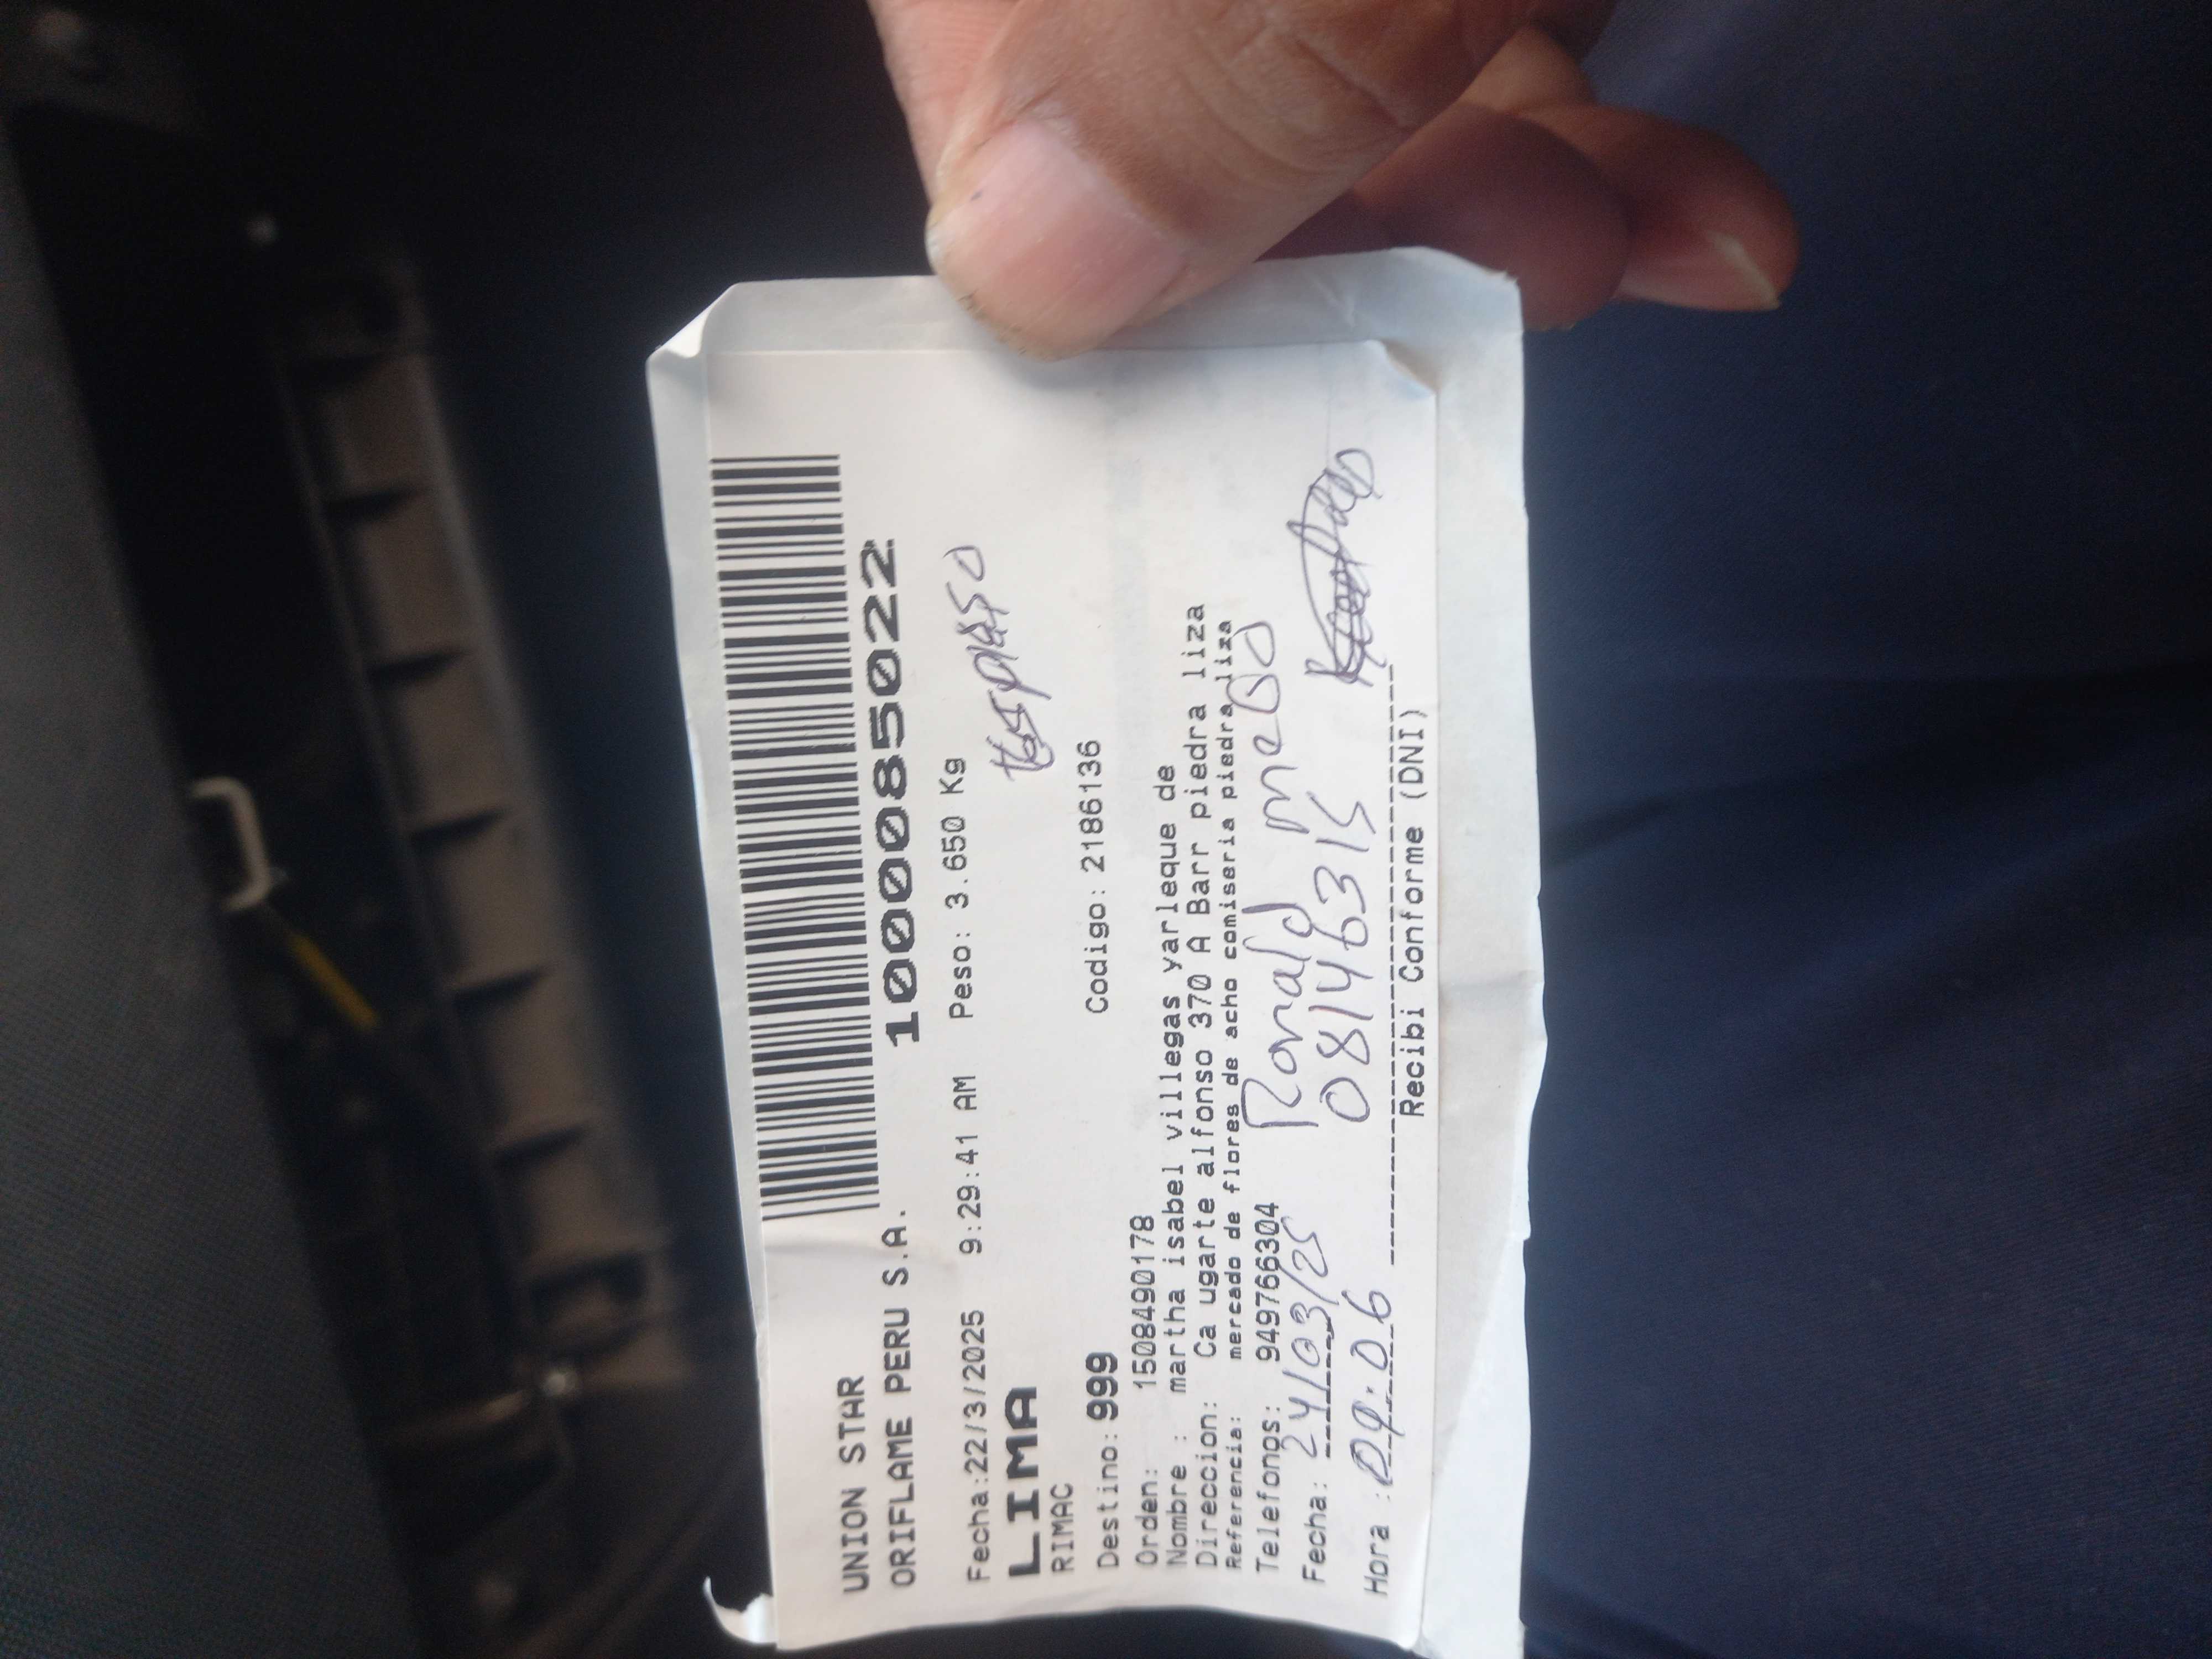 UNION STAR
ORIFLAME PERU S.A.
1000085022
Fecha:22/3/2025 9:29:41 AM Peso: 3.650 Kg
LIMA
RIMAC
Destino: 999 Codigo: 2186136
Orden: 1508490178
Nombre : martha isabel villegas yarleque de
Direccion: Ca ugarte alfonso 370 A Barr piedra liza
Referencia: mercado de flores de acho comiseria piedra liza
Telefonos: 949766304
Ronald
Fecha: 24/03/25
08146315
Hora : 09:06
Recibi Conforme (DNI)